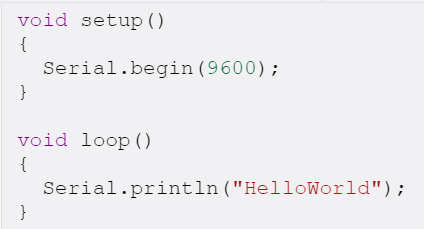 void setup()
{
  Serial.begin(9600);
}

void loop()
{
  Serial.println("HelloWorld");
}